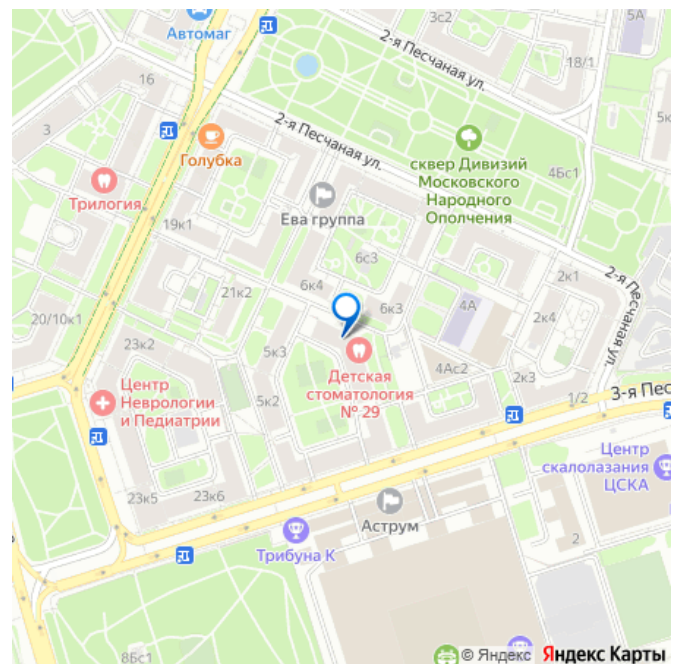 3с2
5А
Автомаг
2-я Песчаная ул.
18/1
16
3
Голубка
2-я Песчаная ул.
сквер Дивизий
Московского
Народного
Ополчения
4Бс1
5к
Трилогия
Ева группа
19к1
6с3
2к1
2-я Песчаная ул.
21к2
6к4
6к3
4А
20/10к1
23к2
2к4
5к3
Детская
стоматология
№ 29
4Ас2
2к3
1/2
3-я Пес
Центр
Неврологии
и Педиатрии
5к2
Центр
скалолазания
ЦСКА
23к5
23к6
Аструм
Трибуна К
2
8Бс1
© Яндекс Яндекс Карты